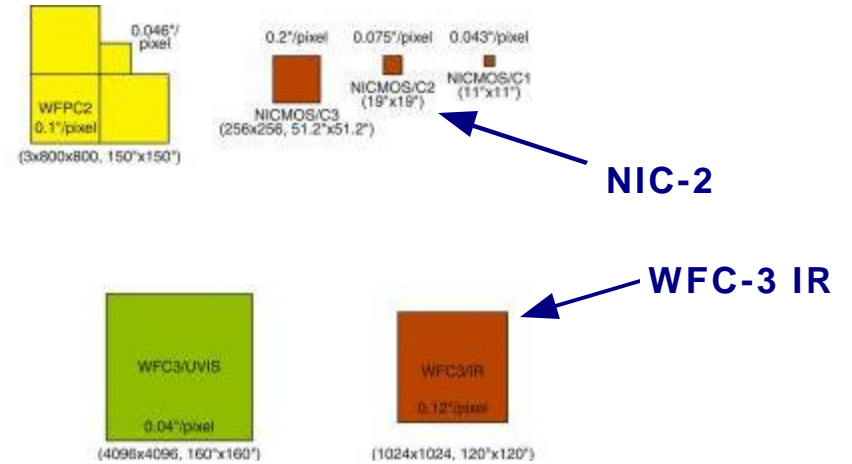 0.046"/
pixel
WFPC2
0.1"/pixel
(3x800x800, 150"x150")
0.2"/pixel
NICMOS/C3
(256x256, 51.2"x51.2")
0.075"/pixel
NICMOS/C2
(19"x19")
0.043"/pixel
NICMOS/C1
(11"x11")
NIC-2
WFC-3 IR
WFC3/UVIS
0.04"/pixel
(4096x4096, 160"x160")
WFC3/IR
0.12"/pixel
(1024x1024, 120"x120")